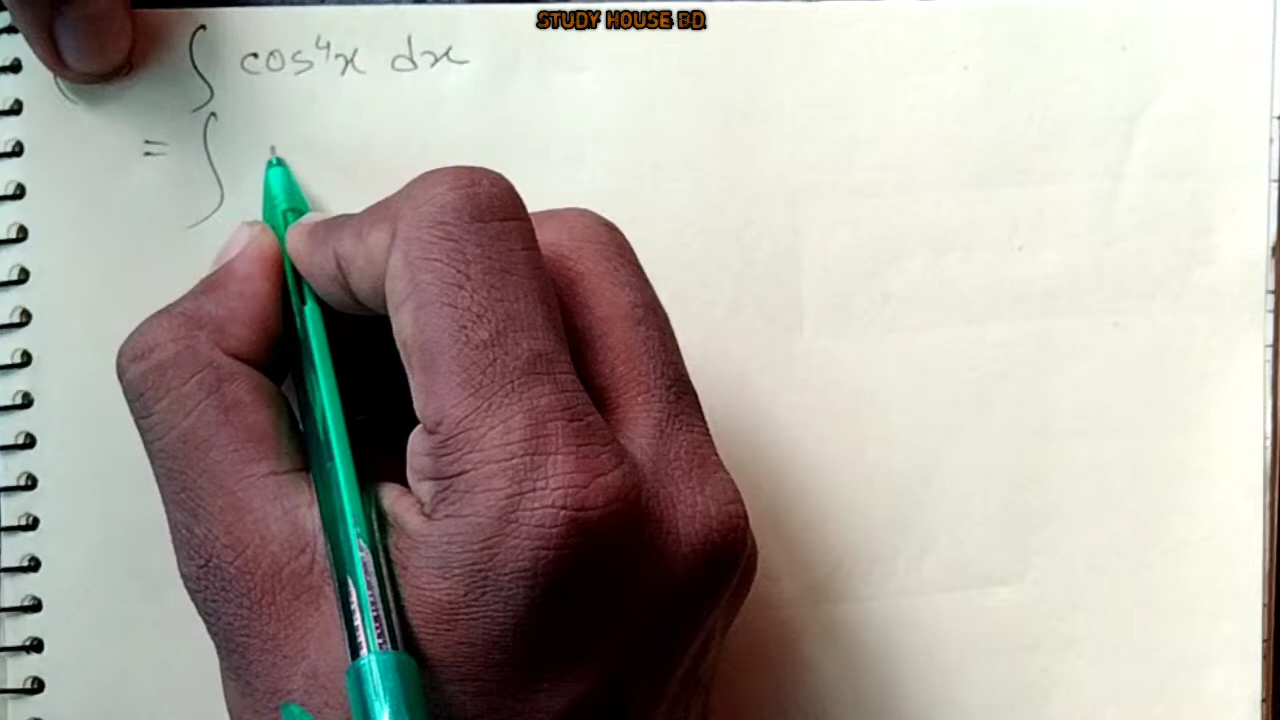 STUDY HOUSE BD
∫ cos⁴x dx
= ∫